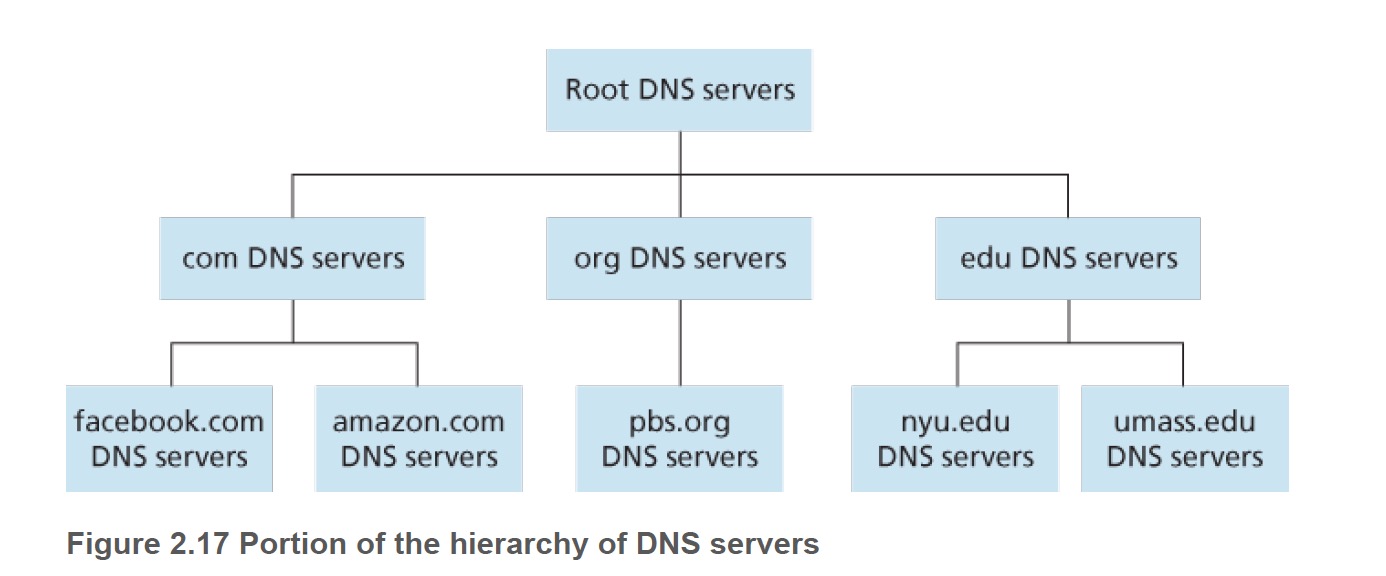 Root DNS servers
com DNS servers
org DNS servers
edu DNS servers
facebook.com
DNS servers
amazon.com
DNS servers
pbs.org
DNS servers
nyu.edu
DNS servers
umass.edu
DNS servers
Figure 2.17 Portion of the hierarchy of DNS servers